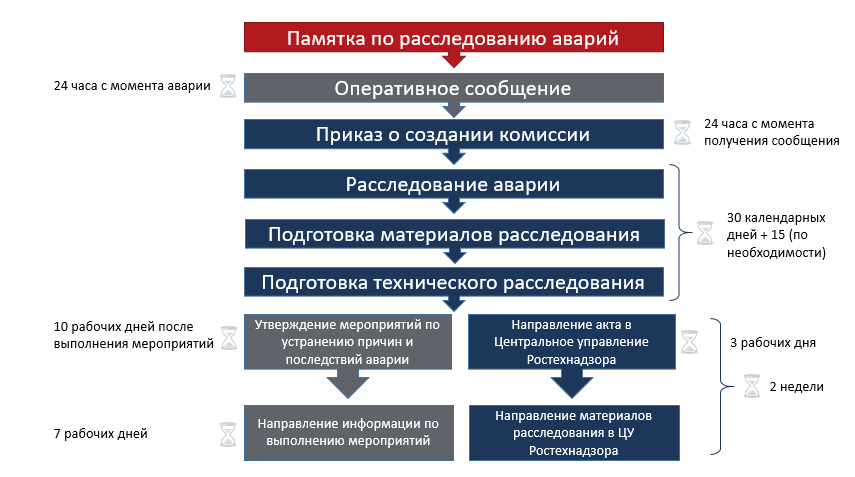 Памятка по расследованию аварий
24 часа с момента аварии
Оперативное сообщение
Приказ о создании комиссии
24 часа с момента
получения сообщения
Расследование аварии
Подготовка материалов расследования
Подготовка технического расследования
30 календарных
дней + 15 (по
необходимости)
10 рабочих дней после
выполнения мероприятий
Утверждение мероприятий по
устранению причин и
последствий аварии
Направление акта в
Центральное управление
Ростехнадзора
3 рабочих дня
2 недели
7 рабочих дней
Направление информации по
выполнению мероприятий
Направление материалов
расследования в ЦУ
Ростехнадзора